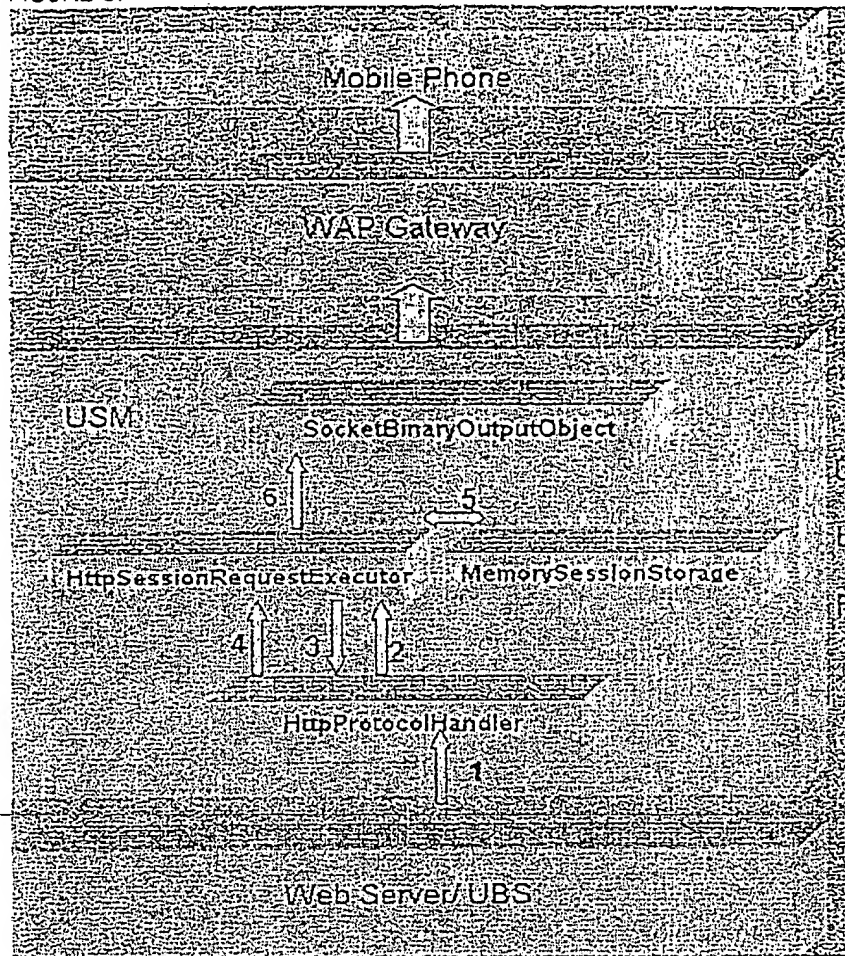 Mobile Phone
WAP Gateway
USM
SocketBinaryOutputObject
6
5
HttpSessionRequestExecutor
MemorySessionStorage
4
3
2
HttpProtocolHandler
1
Web Server/ UBS